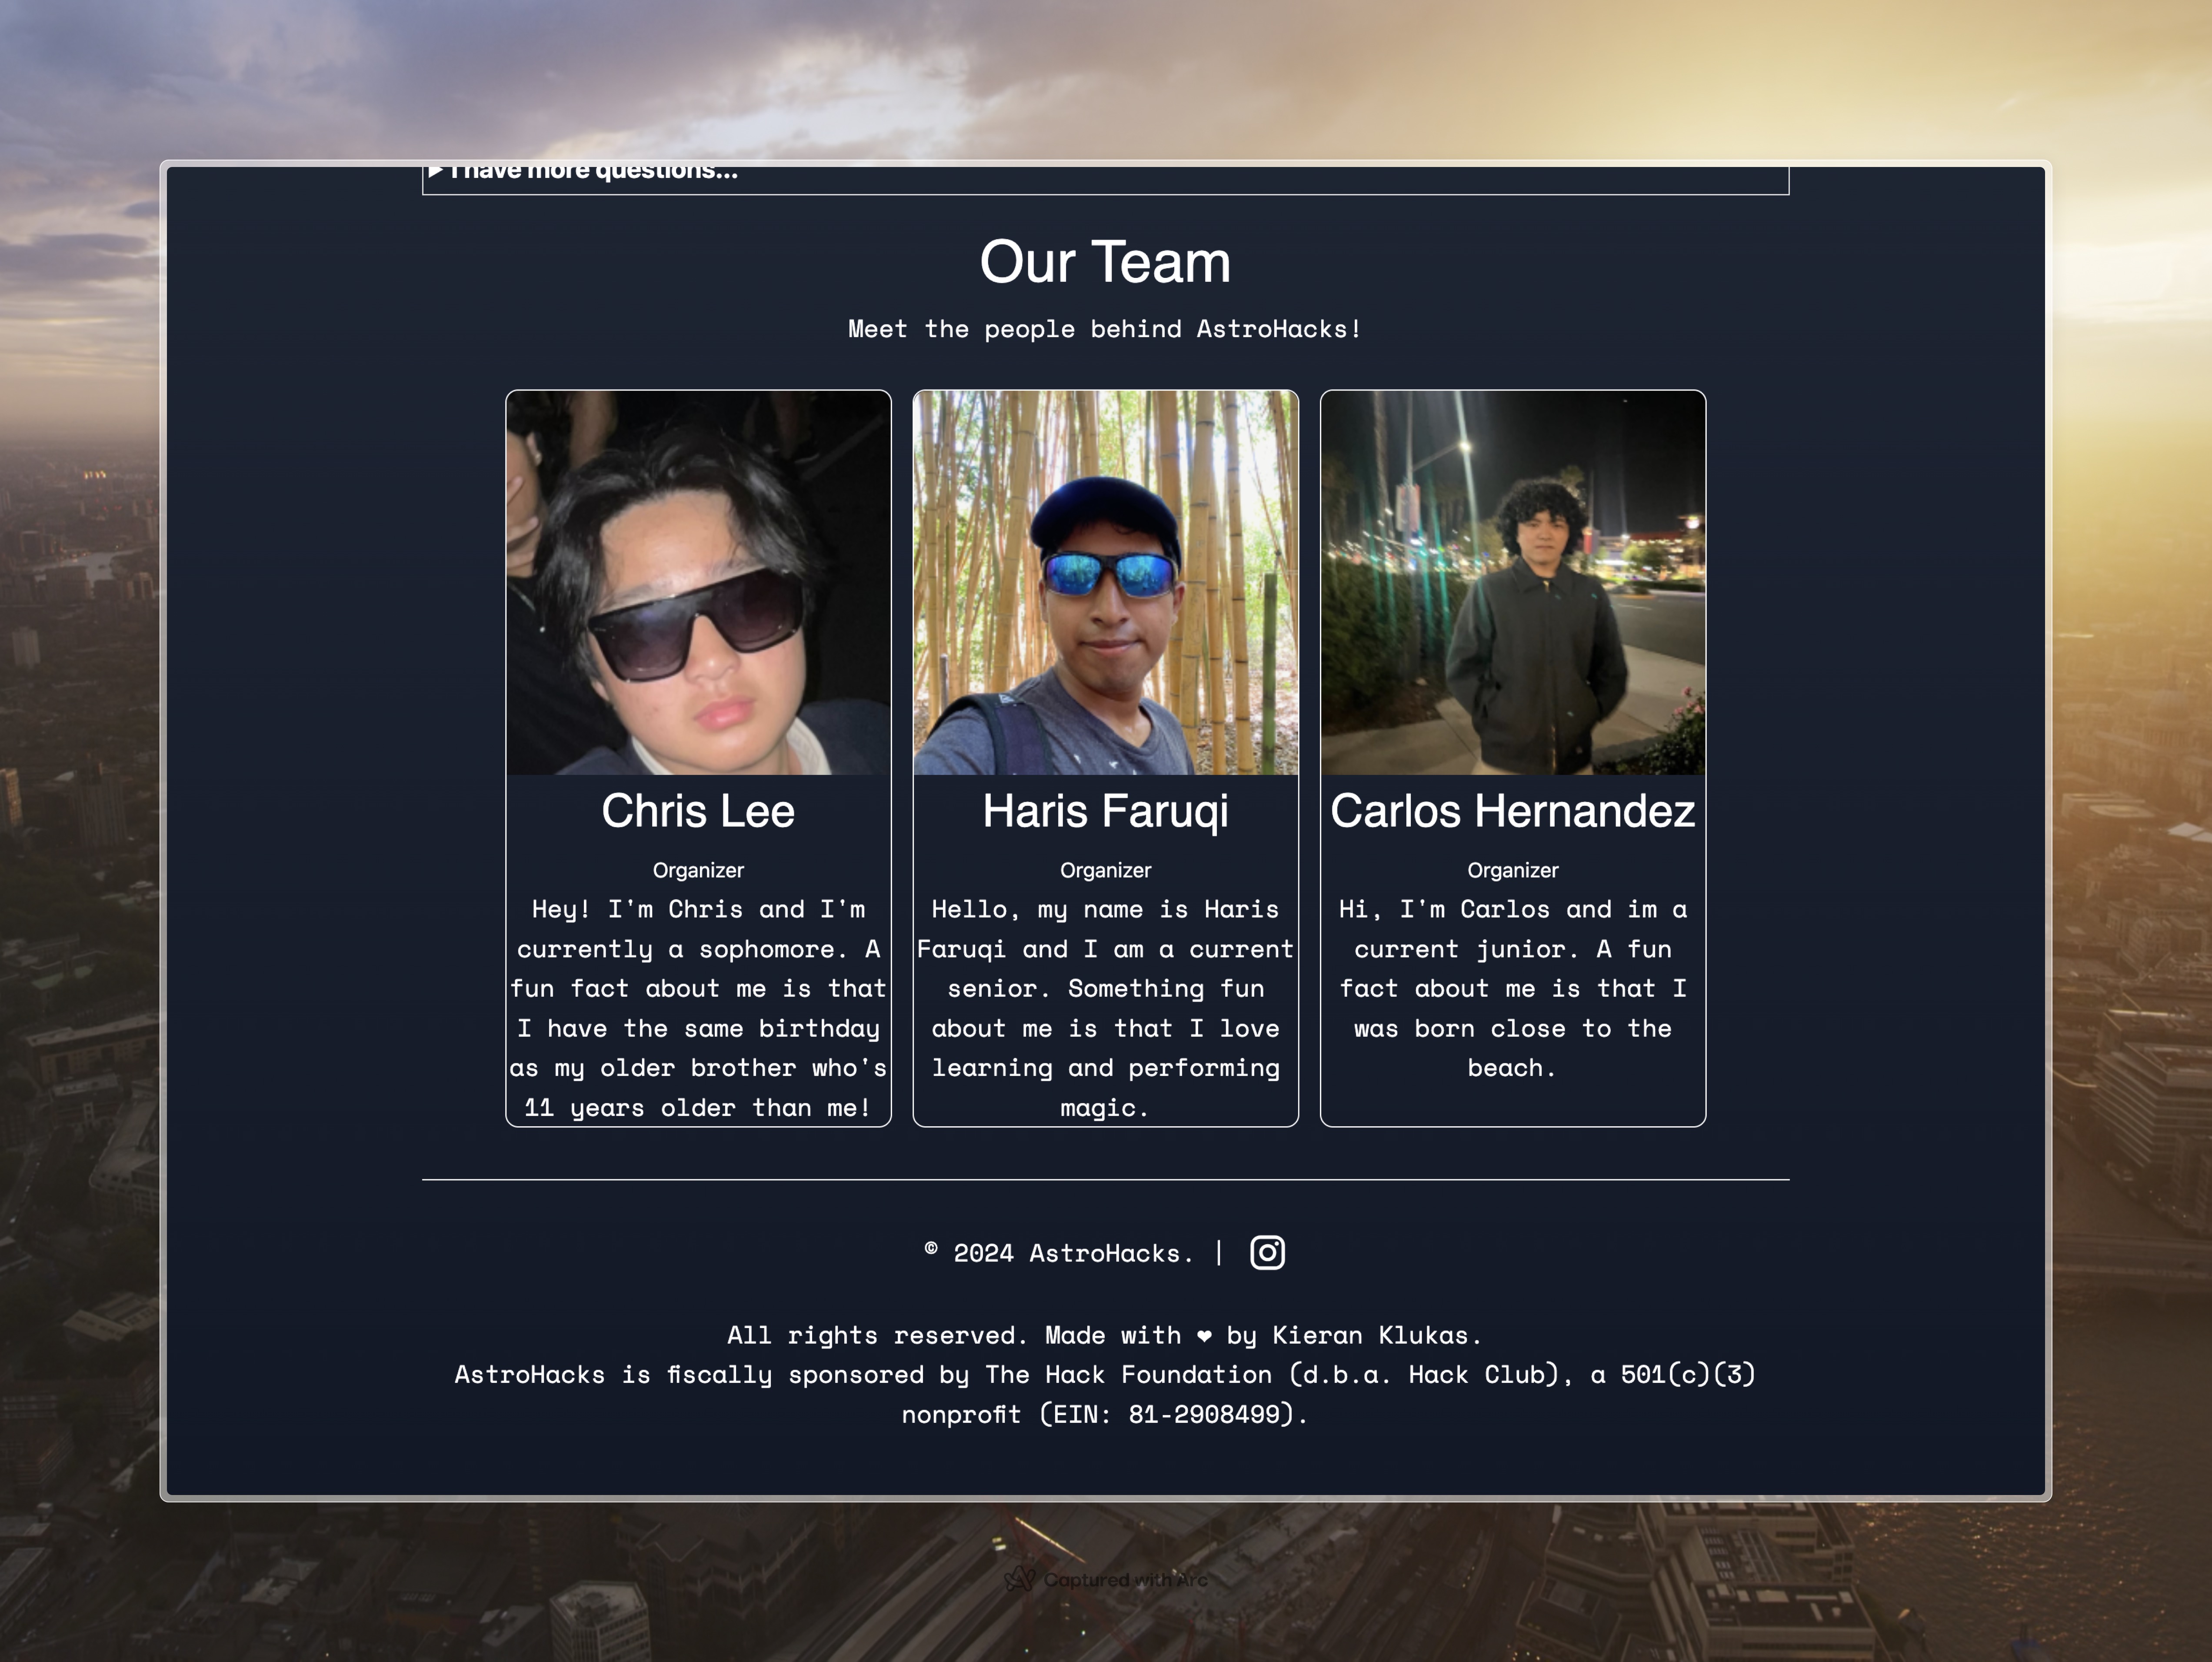 ▶ I have more questions...
Our Team
Meet the people behind AstroHacks!
Chris Lee
Organizer
Hey! I'm Chris and I'm
currently a sophomore. A
fun fact about me is that
I have the same birthday
as my older brother who's
11 years older than me!
Haris Faruqi
Organizer
Hello, my name is Haris
Faruqi and I am a current
senior. Something fun
about me is that I love
learning and performing
magic.
Carlos Hernandez
Organizer
Hi, I'm Carlos and im a
current junior. A fun
fact about me is that I
was born close to the
beach.
© 2024 AstroHacks. |
All rights reserved. Made with ❤ by Kieran Klukas.
AstroHacks is fiscally sponsored by The Hack Foundation (d.b.a. Hack Club), a 501(c)(3)
nonprofit (EIN: 81-2908499).
Captured with Arc